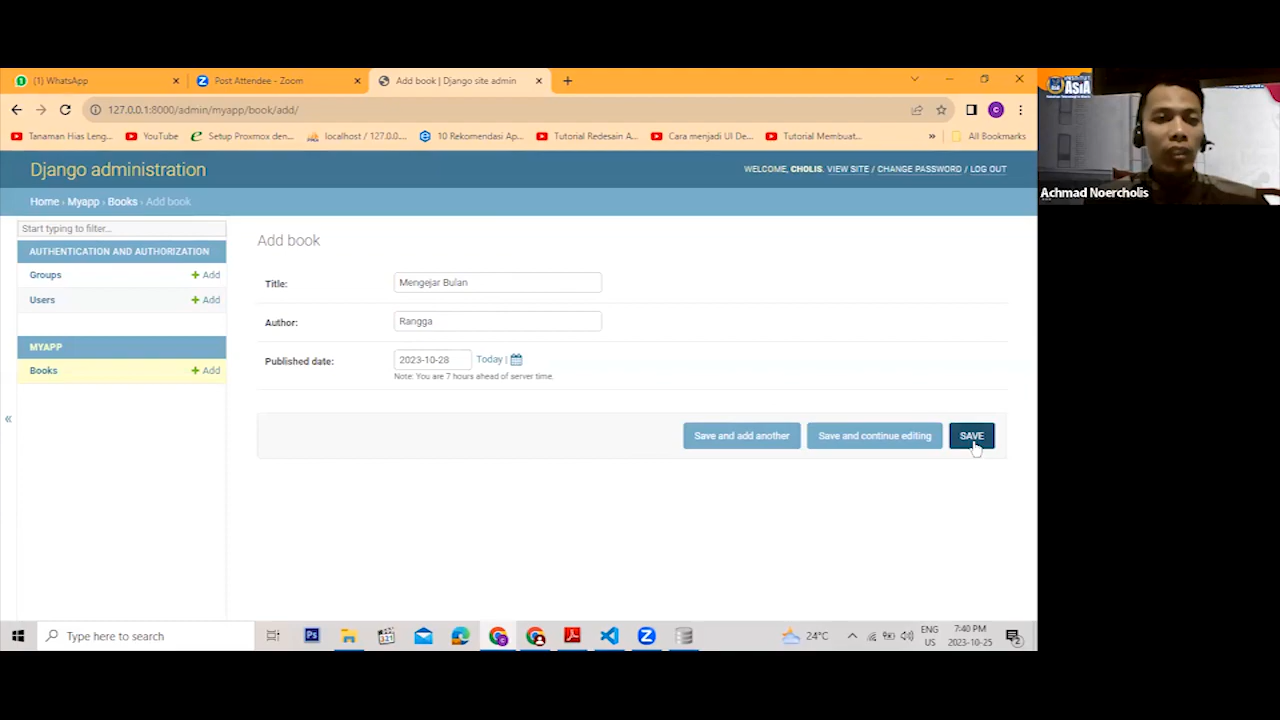 (1) WhatsApp
Post Attendee - Zoom
Add book | Django site admin
127.0.0.1:8000/admin/myapp/book/add/
Tanaman Hias Leng...
YouTube
Setup Proxmox den...
localhost / 127.0.0....
10 Rekomendasi Ap...
Tutorial Redesain A...
Cara menjadi UI De...
Tutorial Membuat...
»
All Bookmarks
Django administration
WELCOME, CHOLIS. VIEW SITE / CHANGE PASSWORD / LOG OUT
Home › Myapp › Books › Add book
Start typing to filter...
AUTHENTICATION AND AUTHORIZATION
Groups + Add
Users + Add
MYAPP
Books + Add
«
Add book
Title: Mengejar Bulan
Author: Rangga
Published date: 2023-10-28 Today |
Note: You are 7 hours ahead of server time.
Save and add another
Save and continue editing
SAVE
Type here to search
24°C
ENG
US
7:40 PM
2023-10-25
2
ASIA
Achmad Noercholis